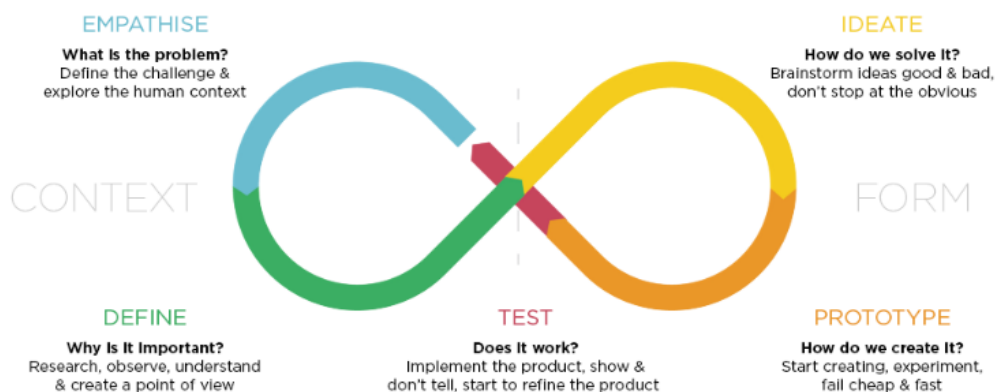 EMPATHISE
What is the problem?
Define the challenge &
explore the human context
IDEATE
How do we solve it?
Brainstorm ideas good & bad,
don't stop at the obvious
CONTEXT
FORM
DEFINE
Why is it important?
Research, observe, understand
& create a point of view
TEST
Does it work?
Implement the product, show &
don't tell, start to refine the product
PROTOTYPE
How do we create it?
Start creating, experiment,
fail cheap & fast